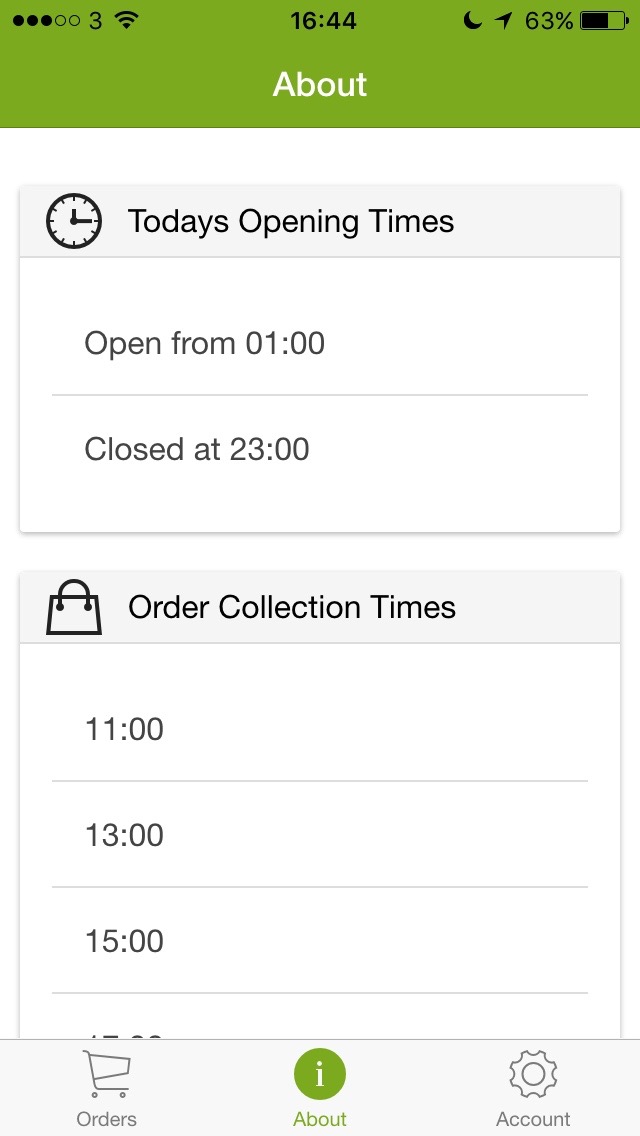 3 16:44 63%
About
Todays Opening Times
Open from 01:00
Closed at 23:00
Order Collection Times
11:00
13:00
15:00
i
Orders About Account